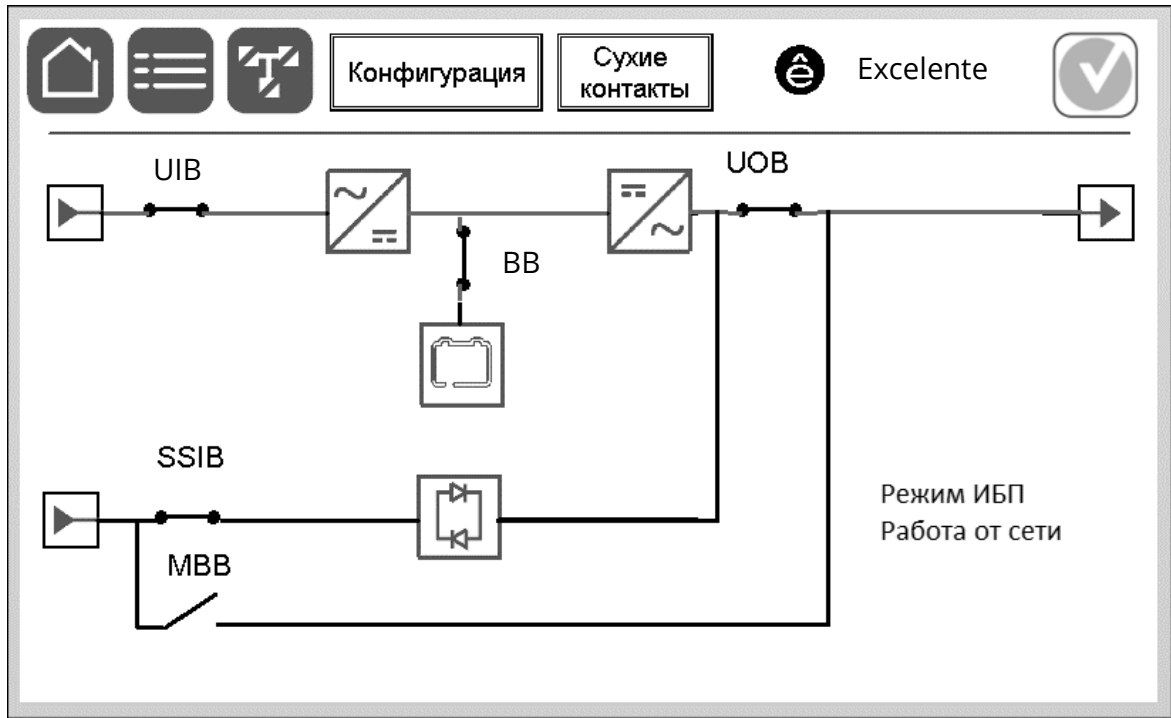 Конфигурация
Сухие
контакты
ê
Excelente
UIB
UOB
BB
SSIB
MBB
Режим ИБП
Работа от сети